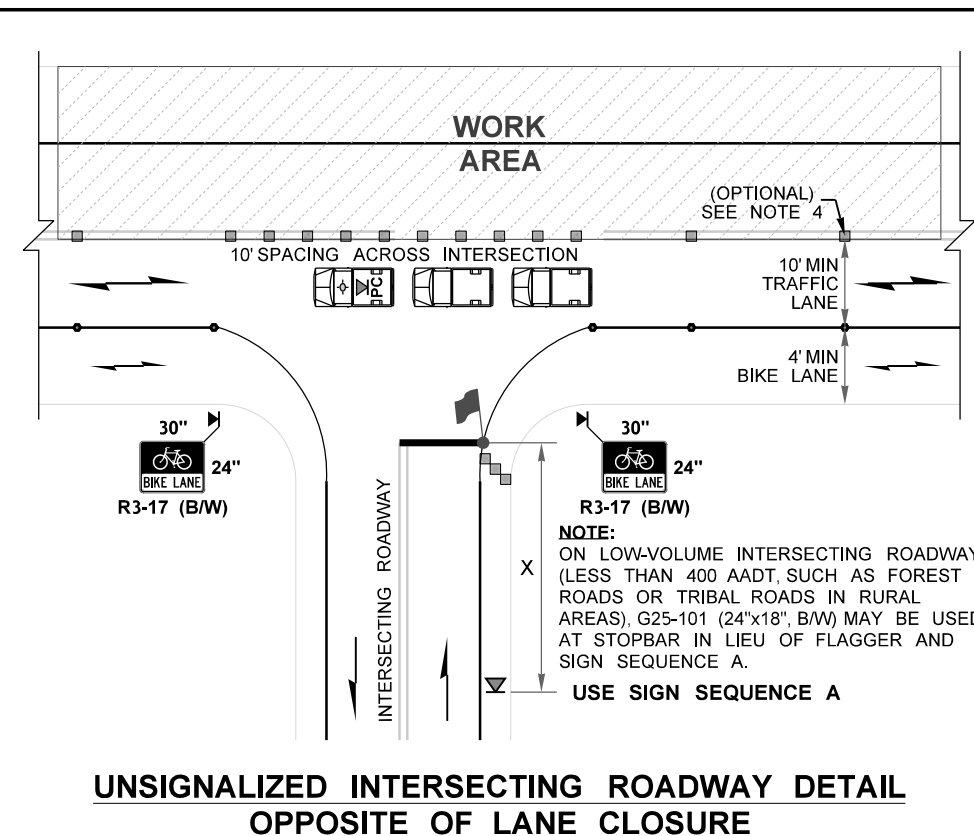 WORK
AREA
(OPTIONAL)
SEE NOTE 4
10' SPACING ACROSS INTERSECTION
PC
10' MIN
TRAFFIC
LANE
4' MIN
BIKE LANE
30"
24"
BIKE LANE
R3-17 (B/W)
30"
24"
BIKE LANE
R3-17 (B/W)
INTERSECTING ROADWAY
X
NOTE:
ON LOW-VOLUME INTERSECTING ROADWAY
(LESS THAN 400 AADT, SUCH AS FOREST
ROADS OR TRIBAL ROADS IN RURAL
AREAS), G25-101 (24"x18", B/W) MAY BE USED
AT STOPBAR IN LIEU OF FLAGGER AND
SIGN SEQUENCE A.
USE SIGN SEQUENCE A
UNSIGNALIZED INTERSECTING ROADWAY DETAIL
OPPOSITE OF LANE CLOSURE